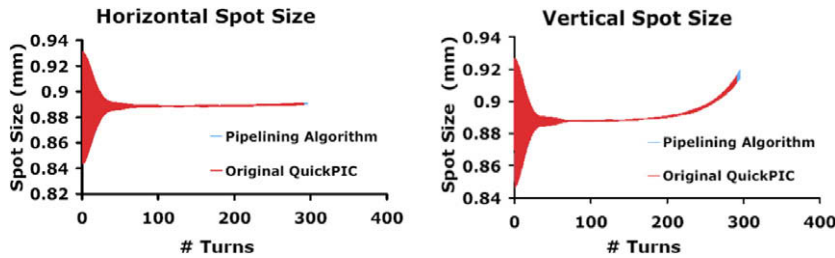 Horizontal Spot Size
Spot Size (mm)
0.94
0.92
0.9
0.88
0.86
0.84
0.82
Pipelining Algorithm
Original QuickPIC
0 100 200 300 400
# Turns
Vertical Spot Size
Spot Size (mm)
0.94
0.92
0.9
0.88
0.86
0.84
Pipelining Algorithm
Original QuickPIC
0 100 200 300 400
# Turns